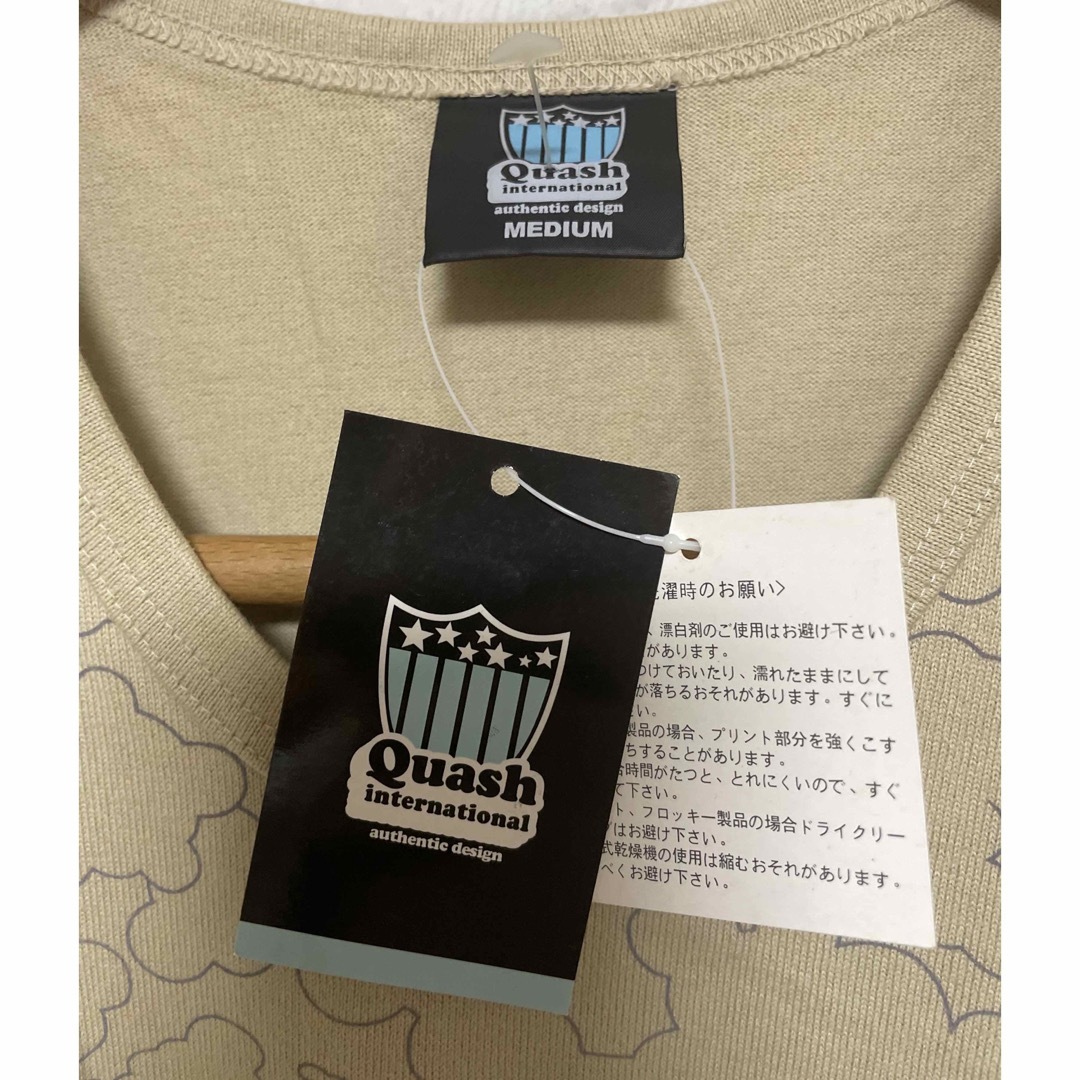 Quash
international
authentic design
MEDIUM
Quash
international
authentic design
濯時のお願い〉
、漂白剤のご使用はお避け下さい。
があります。
つけておいたり、濡れたままにして
が落ちるおそれがあります。すぐに
さい。
製品の場合、プリント部分を強くこす
ちすることがあります。
合時間がたつと、とれにくいので、すぐ
て下さい。
ト、フロッキー製品の場合ドライクリー
グはお避け下さい。
式乾燥機の使用は縮むおそれがあります。
べくお避け下さい。